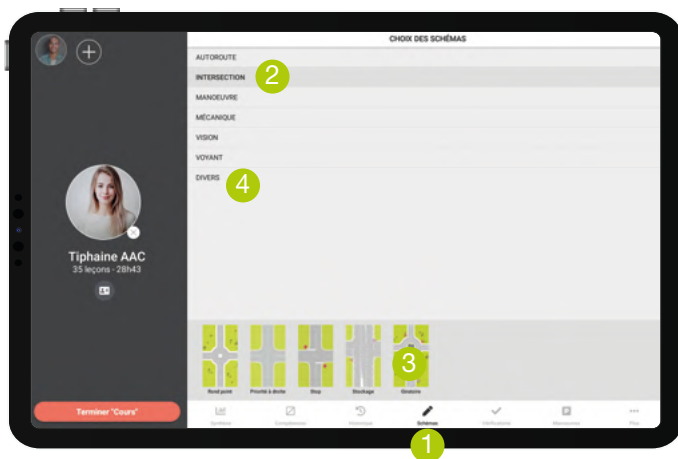 CHOIX DES SCHÉMAS
AUTOROUTE
INTERSECTION
2
MANOEUVRE
MÉCANIQUE
VISION
VOYANT
DIVERS
4
Tiphaine AAC
35 leçons - 28h43
3
Rond point
Priorité à droite
Stop
Stockage
Giratoire
Terminer "Cours"
Synthèse
Compétences
Historique
Schémas
Vérifications
Plus
1